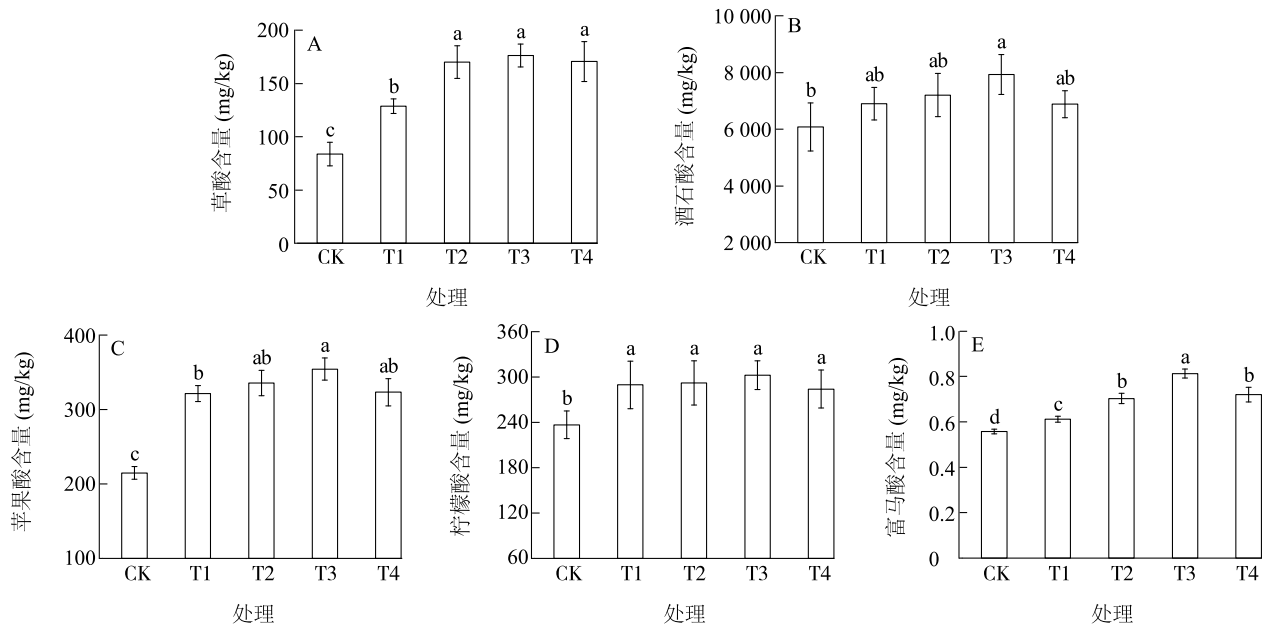 A
草酸含量 (mg/kg)
200
150
100
50
0
c
b
a
a
a
CK T1 T2 T3 T4
处理
B
酒石酸含量 (mg/kg)
10 000
8 000
6 000
4 000
2 000
b
ab
ab
a
ab
CK T1 T2 T3 T4
处理
C
苹果酸含量 (mg/kg)
400
300
200
100
c
b
ab
a
ab
CK T1 T2 T3 T4
处理
D
柠檬酸含量 (mg/kg)
360
300
240
180
120
60
b
a
a
a
a
CK T1 T2 T3 T4
处理
E
富马酸含量 (mg/kg)
1.0
0.8
0.6
0.4
0.2
0
d
c
b
a
b
CK T1 T2 T3 T4
处理